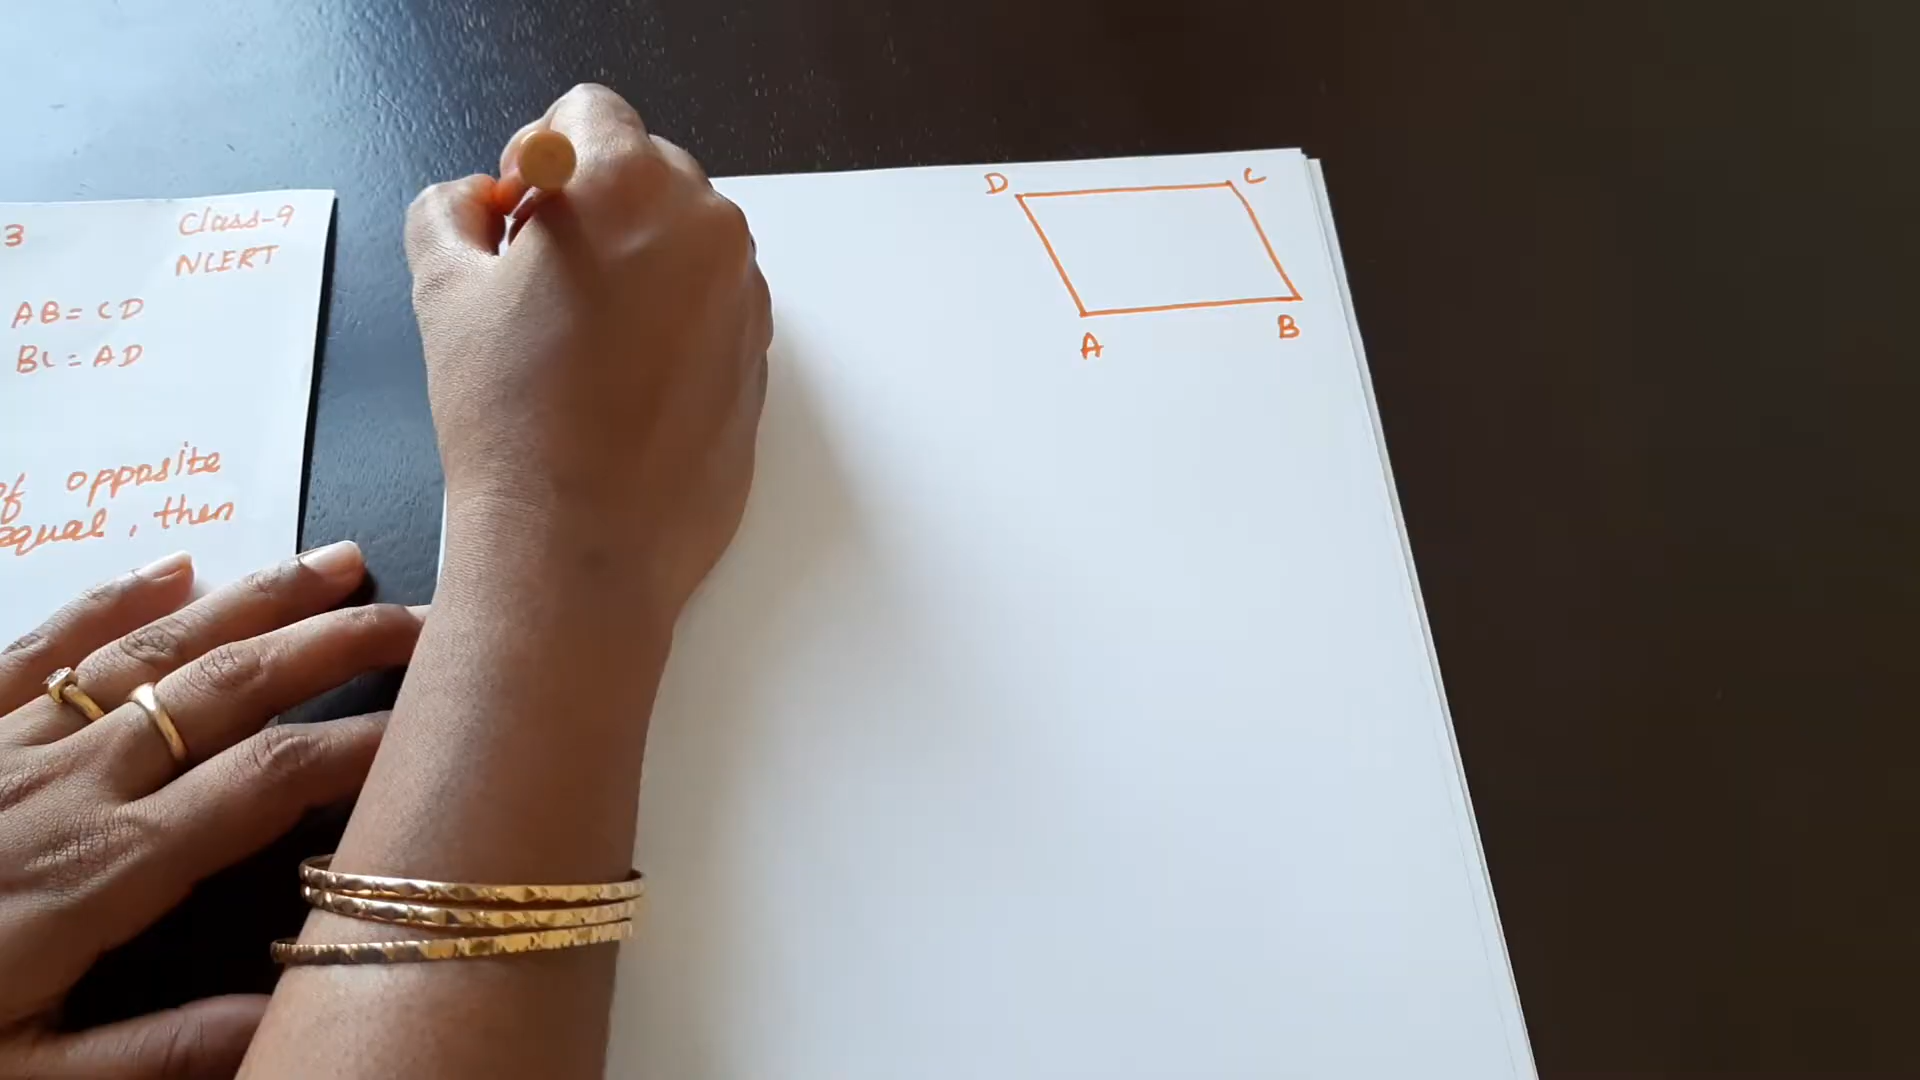 3 Class-9
NCERT
AB = CD
BC = AD
of opposite
equal, then
D C
A B